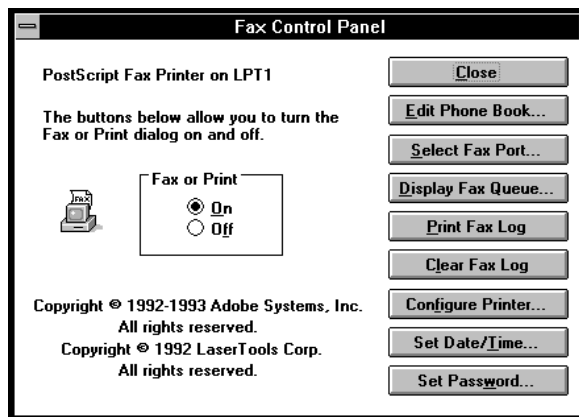 Fax Control Panel
PostScript Fax Printer on LPT1
The buttons below allow you to turn the
Fax or Print dialog on and off.
FAX
Fax or Print
On
Off
Copyright © 1992-1993 Adobe Systems, Inc.
All rights reserved.
Copyright © 1992 LaserTools Corp.
All rights reserved.
Close
Edit Phone Book...
Select Fax Port...
Display Fax Queue...
Print Fax Log
Clear Fax Log
Configure Printer...
Set Date/Time...
Set Password...